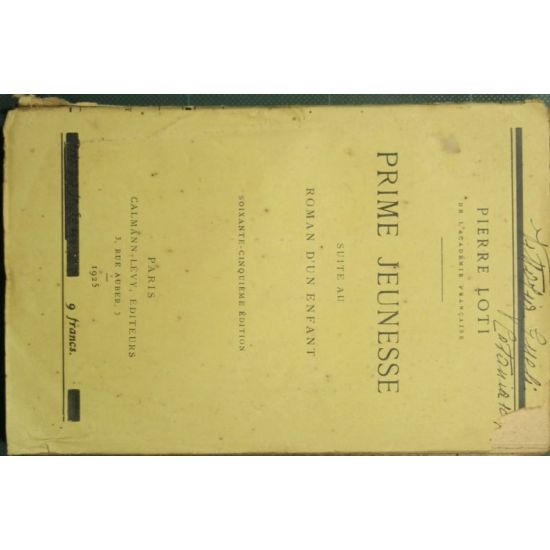 PIERRE LOTI
DE L'ACADÉMIE FRANÇAISE
PRIME JEUNESSE
SUITE AU
ROMAN D'UN ENFANT
SOIXANTE-CINQUIÈME ÉDITION
PARIS
CALMANN-LÉVY, ÉDITEURS
3, RUE AUBER, 3
1925
9 francs.